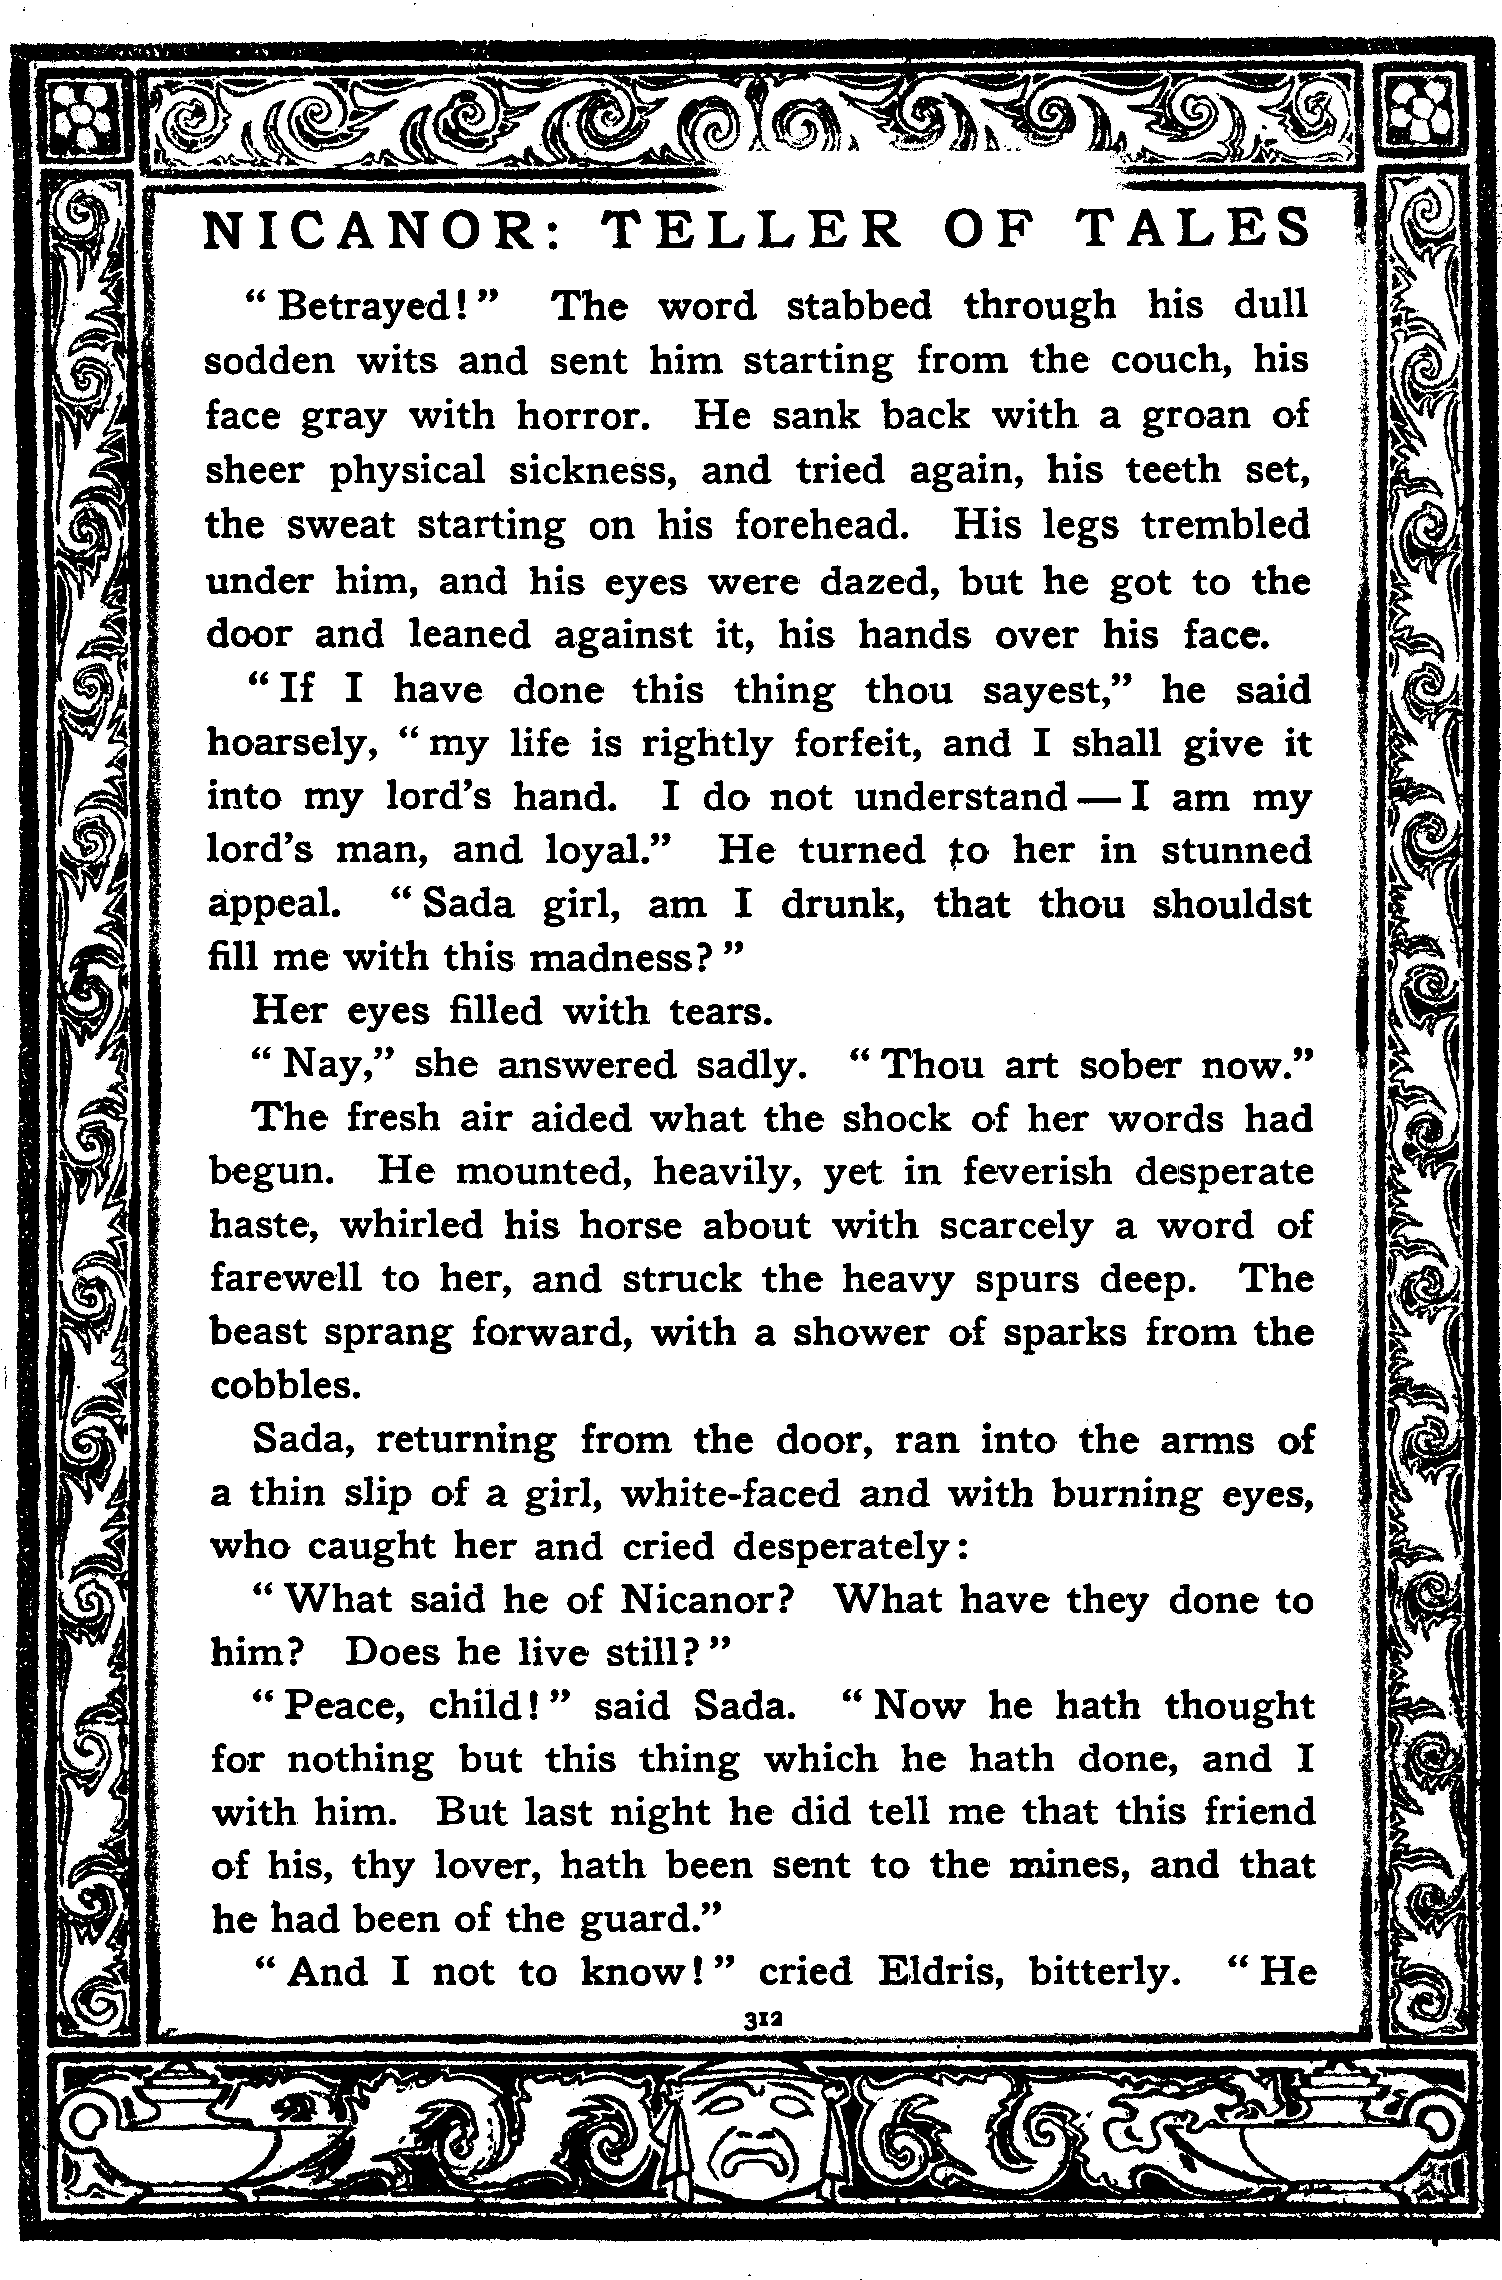 NICANOR: TELLER OF TALES
“Betrayed!” The word stabbed through his dull
sodden wits and sent him starting from the couch, his
face gray with horror. He sank back with a groan of
sheer physical sickness, and tried again, his teeth set,
the sweat starting on his forehead. His legs trembled
under him, and his eyes were dazed, but he got to the
door and leaned against it, his hands over his face.
“If I have done this thing thou sayest,” he said
hoarsely, “my life is rightly forfeit, and I shall give it
into my lord’s hand. I do not understand—I am my
lord’s man, and loyal.” He turned to her in stunned
appeal. “Sada girl, am I drunk, that thou shouldst
fill me with this madness?”
Her eyes filled with tears.
“Nay,” she answered sadly. “Thou art sober now.”
The fresh air aided what the shock of her words had
begun. He mounted, heavily, yet in feverish desperate
haste, whirled his horse about with scarcely a word of
farewell to her, and struck the heavy spurs deep. The
beast sprang forward, with a shower of sparks from the
cobbles.
Sada, returning from the door, ran into the arms of
a thin slip of a girl, white-faced and with burning eyes,
who caught her and cried desperately:
“What said he of Nicanor? What have they done to
him? Does he live still?”
“Peace, child!” said Sada. “Now he hath thought
for nothing but this thing which he hath done, and I
with him. But last night he did tell me that this friend
of his, thy lover, hath been sent to the mines, and that
he had been of the guard.”
“And I not to know!” cried Eldris, bitterly. “He
312